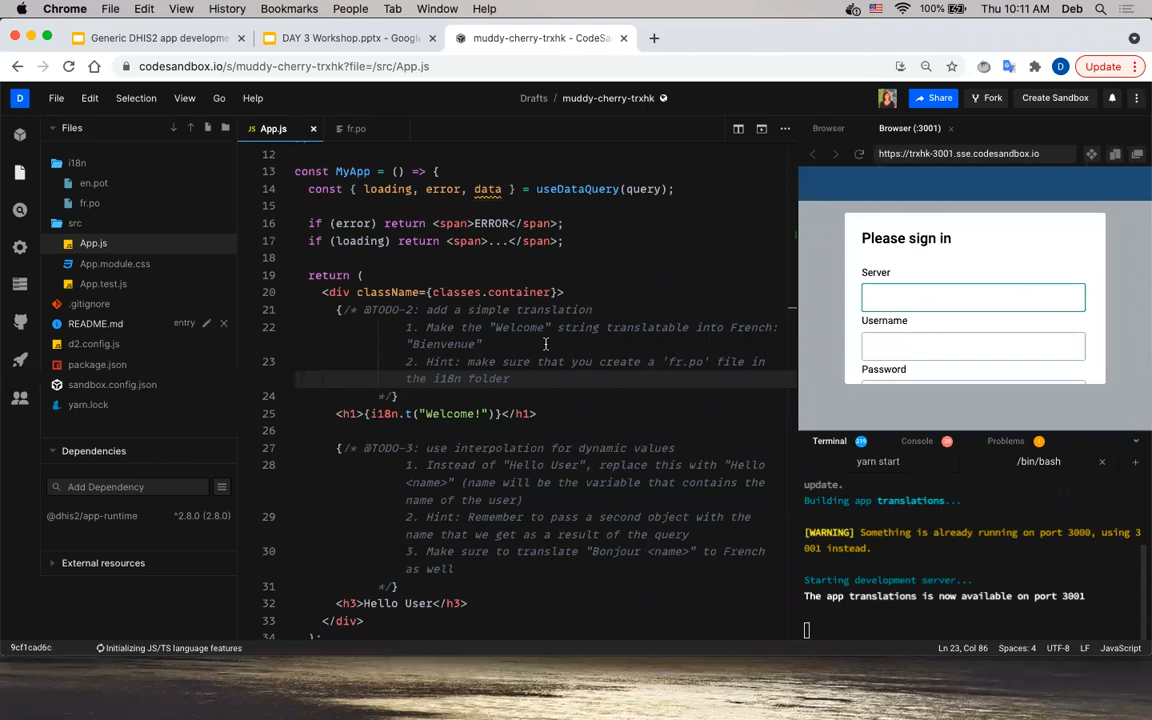 Chrome File Edit View History Bookmarks People Tab Window Help 100% Thu 10:11 AM Deb
Generic DHIS2 app developme × DAY 3 Workshop.pptx - Google × muddy-cherry-trxhk - CodeSa × +
codesandbox.io/s/muddy-cherry-trxhk?file=/src/App.js D Update
D File Edit Selection View Go Help Drafts / muddy-cherry-trxhk Share Fork Create Sandbox
Files
i18n
en.pot
fr.po
src
App.js
App.module.css
App.test.js
.gitignore
README.md entry
d2.config.js
package.json
sandbox.config.json
yarn.lock
Dependencies
Add Dependency
@dhis2/app-runtime ^2.8.0 (2.8.0)
External resources
JS App.js × fr.po
12
13 const MyApp = () => {
14 const { loading, error, data } = useDataQuery(query);
15
16 if (error) return <span>ERROR</span>;
17 if (loading) return <span>...</span>;
18
19 return (
20 <div className={classes.container}>
21 {/* @TODO-2: add a simple translation
22 1. Make the "Welcome" string translatable into French:
"Bienvenue"
23 2. Hint: make sure that you create a 'fr.po' file in
the i18n folder
24 */}
25 <h1>{i18n.t("Welcome!")}</h1>
26
27 {/* @TODO-3: use interpolation for dynamic values
28 1. Instead of "Hello User", replace this with "Hello
<name>" (name will be the variable that contains the
name of the user)
29 2. Hint: Remember to pass a second object with the
name that we get as a result of the query
30 3. Make sure to translate "Bonjour <name>" to French
as well
31 */}
32 <h3>Hello User</h3>
33 </div>
34 );
Browser Browser (:3001) ×
https://trxhk-3001.sse.codesandbox.io
Please sign in
Server
Username
Password
Terminal 219 Console Problems 1
yarn start /bin/bash × +
update.
Building app translations...
[WARNING] Something is already running on port 3000, using 3
001 instead.
Starting development server...
The app translations is now available on port 3001
9cf1cad6c Initializing JS/TS language features Ln 23, Col 86 Spaces: 4 UTF-8 LF JavaScript